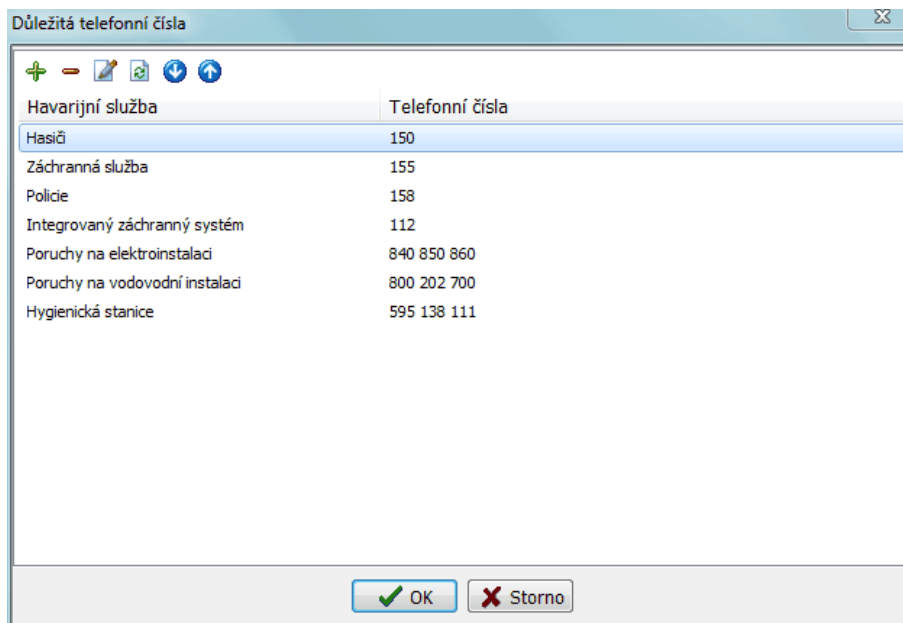 Důležitá telefonní čísla
Havarijní služba Telefonní čísla
Hasiči 150
Záchranná služba 155
Policie 158
Integrovaný záchranný systém 112
Poruchy na elektroinstalaci 840 850 860
Poruchy na vodovodní instalaci 800 202 700
Hygienická stanice 595 138 111
OK Storno